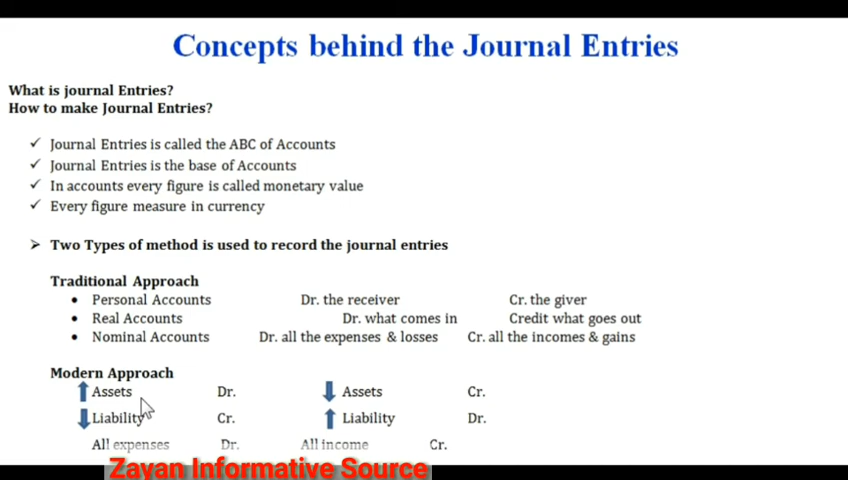 Concepts behind the Journal Entries
What is journal Entries?
How to make Journal Entries?
✓ Journal Entries is called the ABC of Accounts
✓ Journal Entries is the base of Accounts
✓ In accounts every figure is called monetary value
✓ Every figure measure in currency
➤ Two Types of method is used to record the journal entries
Traditional Approach
• Personal Accounts Dr. the receiver Cr. the giver
• Real Accounts Dr. what comes in Credit what goes out
• Nominal Accounts Dr. all the expenses & losses Cr. all the incomes & gains
Modern Approach
Assets Dr. Assets Cr.
Liability Cr. Liability Dr.
All expenses Dr. All income Cr.
Zayan Informative Source